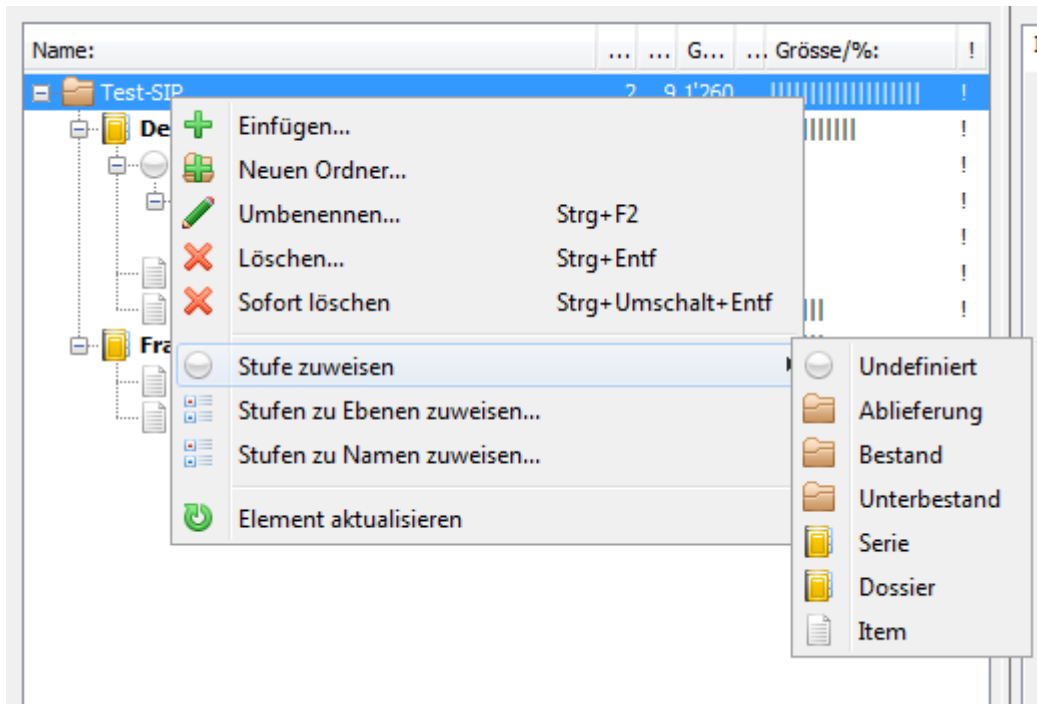 Name: ... ... G... ... Grösse/%: !
Test-SIP 2 9 1'260 !
De !
!
!
!
!
!
Fra
Einfügen...
Neuen Ordner...
Umbenennen... Strg+F2
Löschen... Strg+Entf
Sofort löschen Strg+Umschalt+Entf
Stufe zuweisen
Stufen zu Ebenen zuweisen...
Stufen zu Namen zuweisen...
Element aktualisieren
Undefiniert
Ablieferung
Bestand
Unterbestand
Serie
Dossier
Item